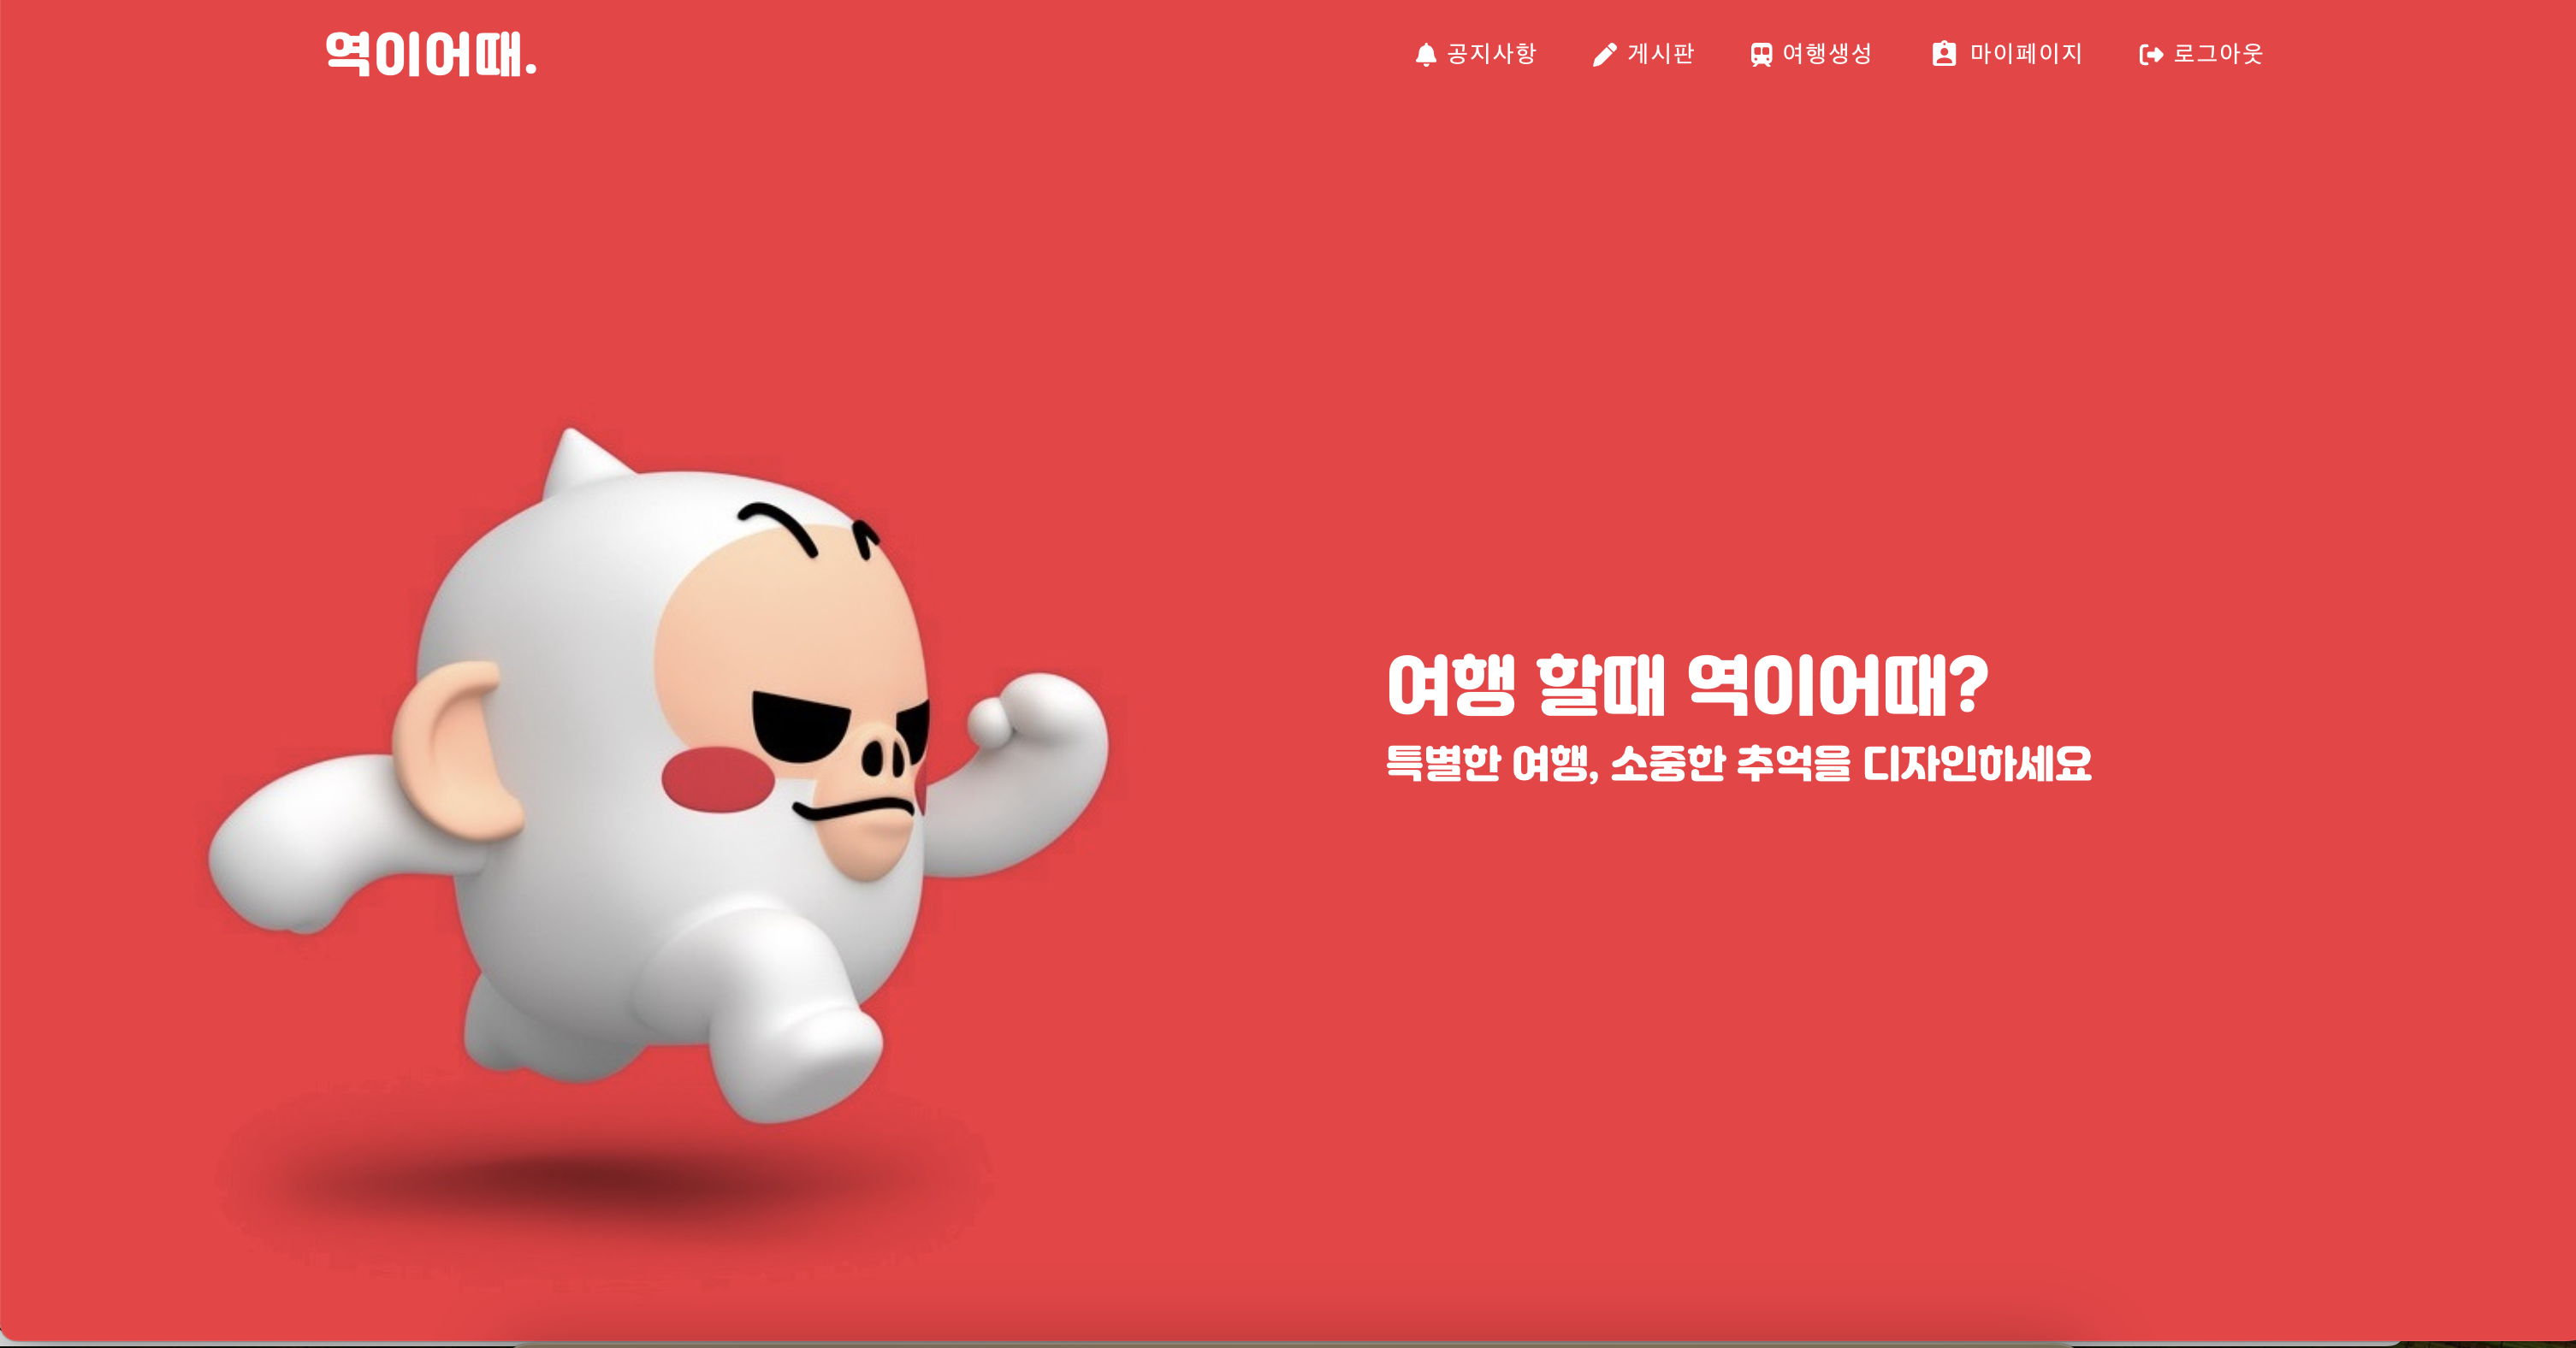 역이어때.
공지사항 게시판 여행생성 마이페이지 로그아웃
여행 할때 역이어때?
특별한 여행, 소중한 추억을 디자인하세요